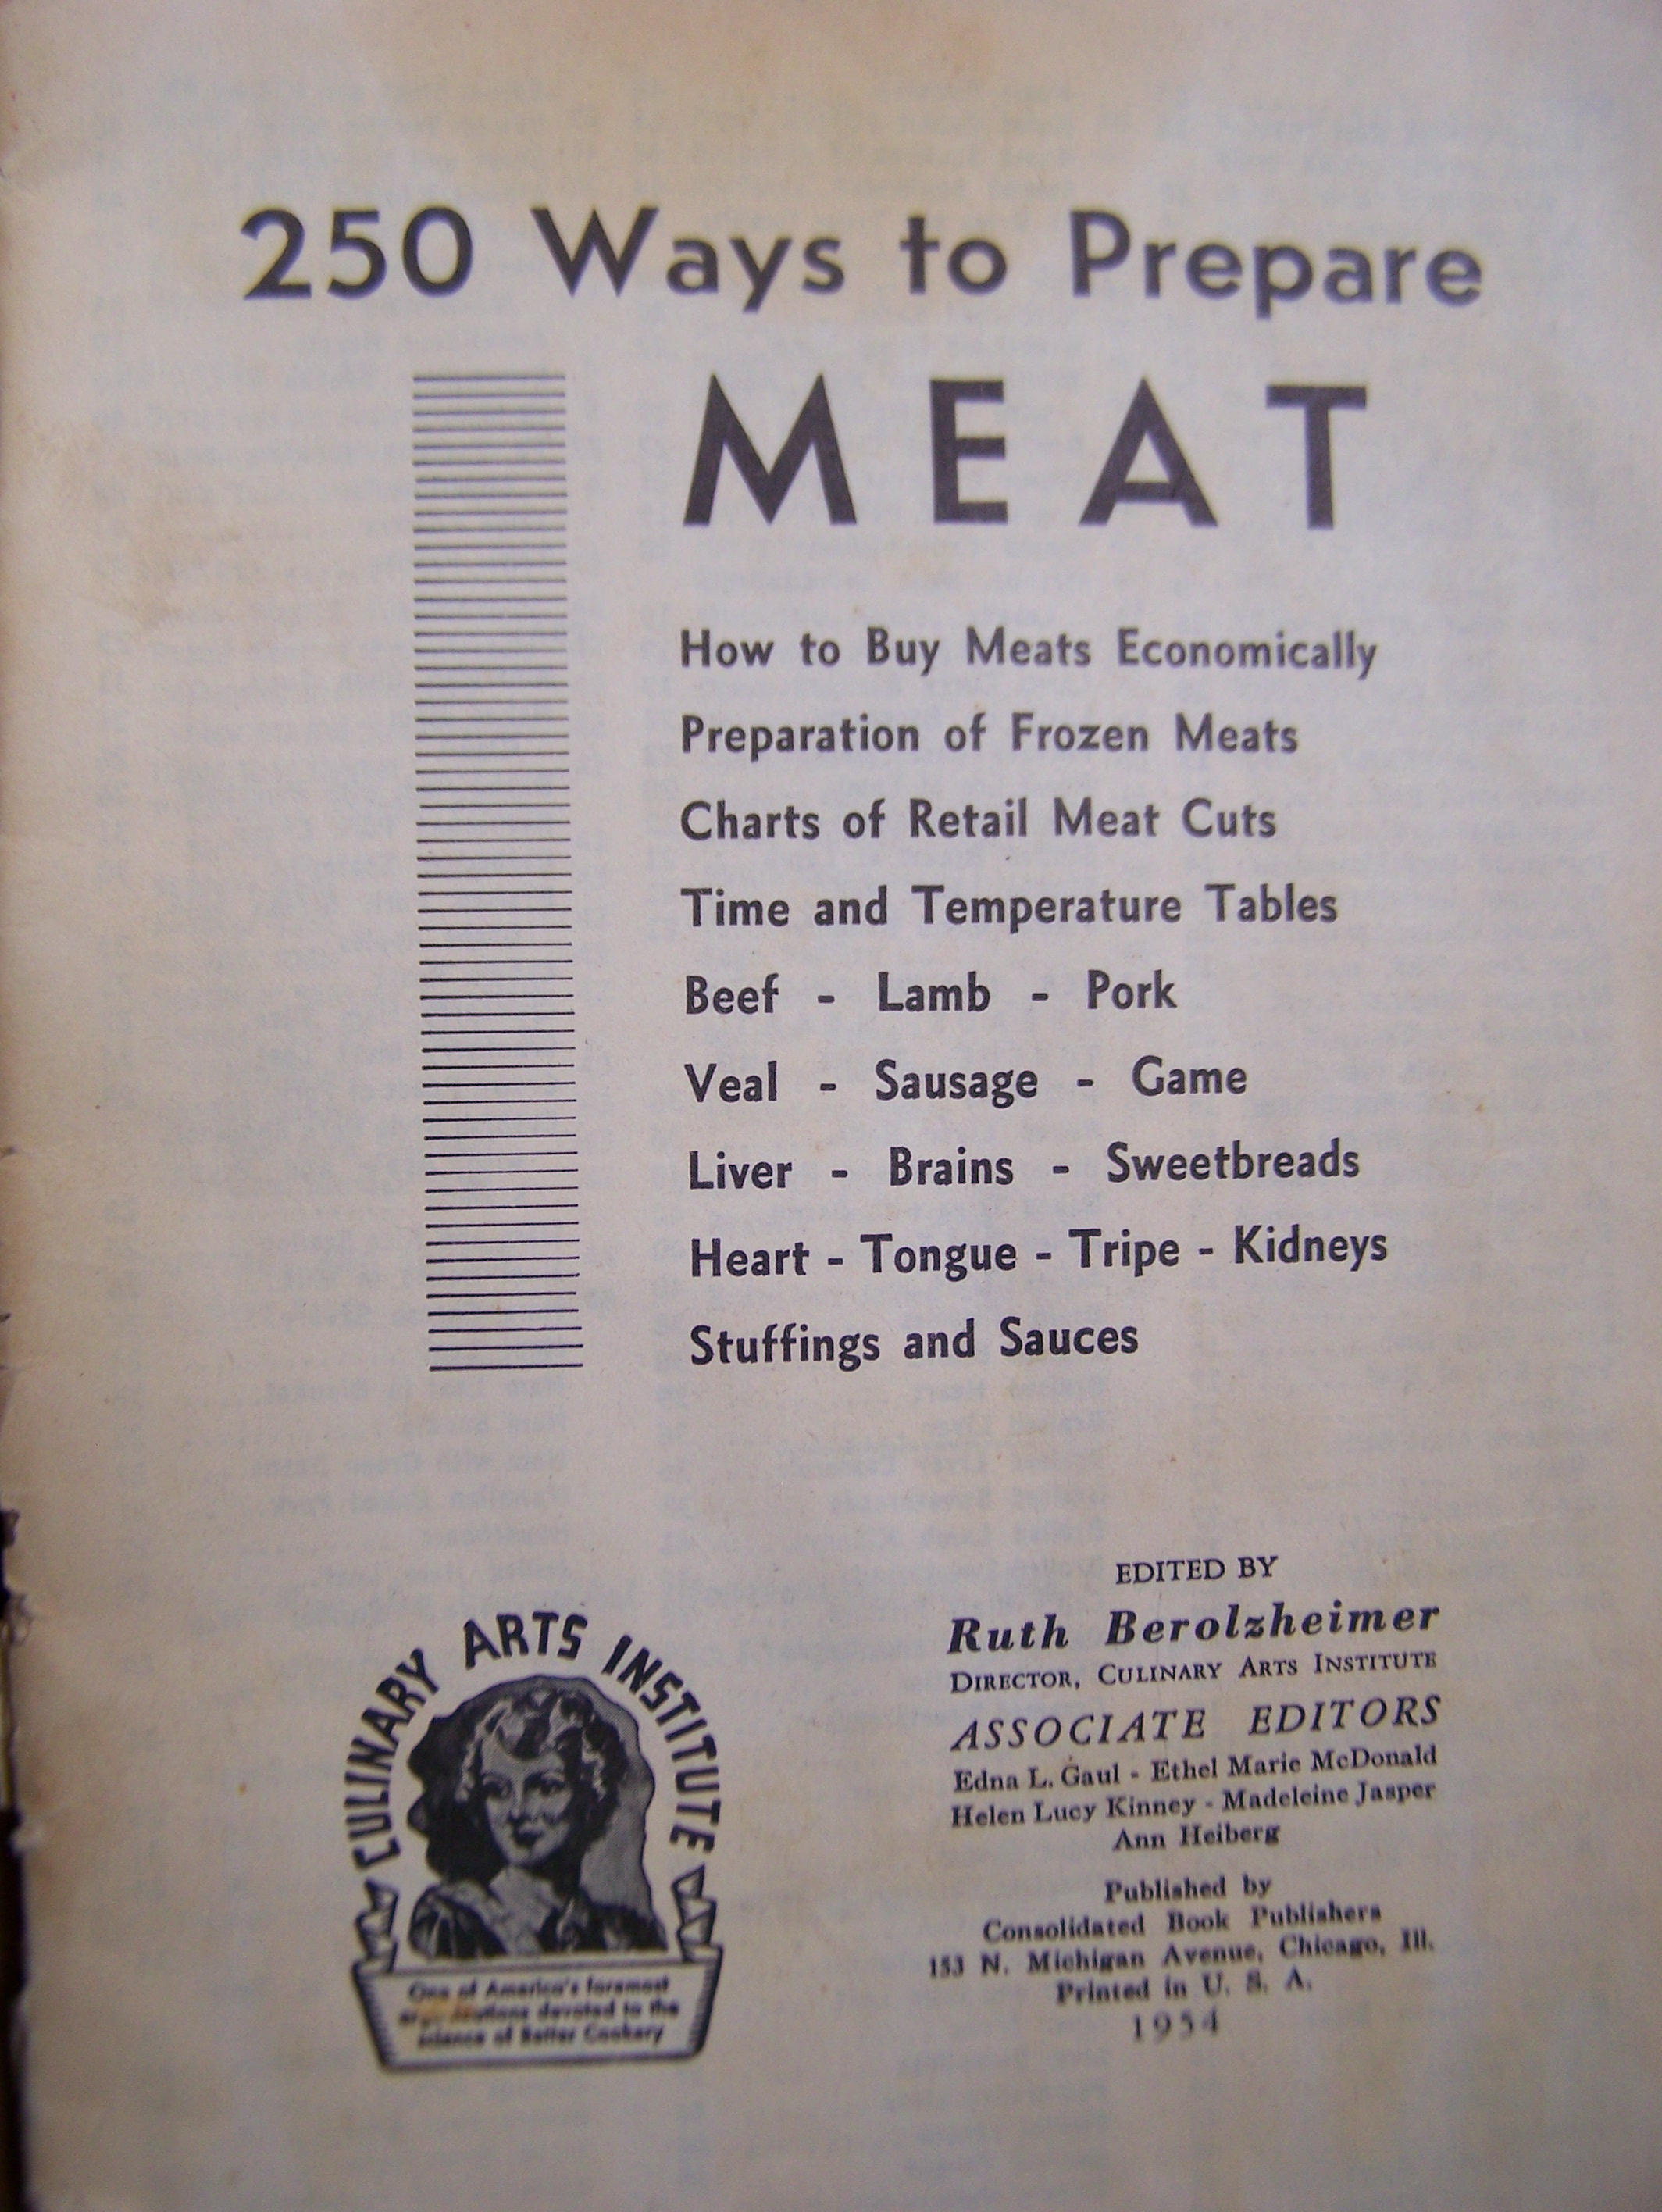 250 Ways to Prepare
MEAT
How to Buy Meats Economically
Preparation of Frozen Meats
Charts of Retail Meat Cuts
Time and Temperature Tables
Beef - Lamb - Pork
Veal - Sausage - Game
Liver - Brains - Sweetbreads
Heart - Tongue - Tripe - Kidneys
Stuffings and Sauces
CULINARY ARTS INSTITUTE
One of America's foremost
organizations devoted to the
science of Better Cookery
EDITED BY
Ruth Berolzheimer
DIRECTOR, CULINARY ARTS INSTITUTE
ASSOCIATE EDITORS
Edna L. Gaul - Ethel Marie McDonald
Helen Lucy Kinney - Madeleine Jasper
Ann Heiberg
Published by
Consolidated Book Publishers
153 N. Michigan Avenue, Chicago, Ill.
Printed in U. S. A.
1954